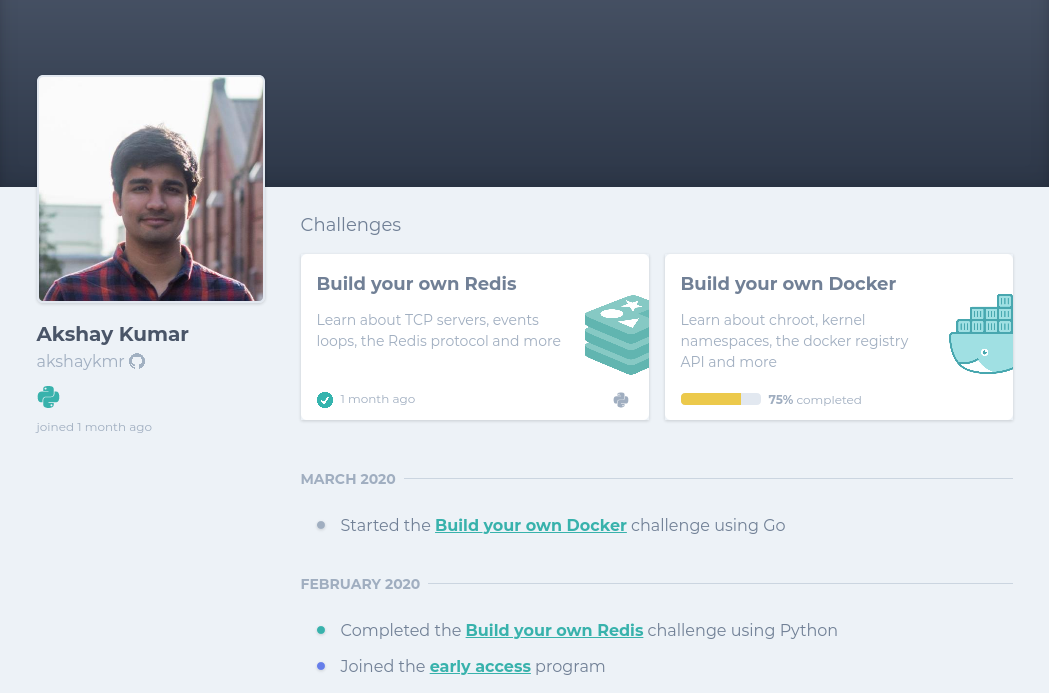 Akshay Kumar
akshaykmr
joined 1 month ago
Challenges
Build your own Redis
Learn about TCP servers, events
loops, the Redis protocol and more
1 month ago
Build your own Docker
Learn about chroot, kernel
namespaces, the docker registry
API and more
75% completed
MARCH 2020
Started the Build your own Docker challenge using Go
FEBRUARY 2020
Completed the Build your own Redis challenge using Python
Joined the early access program